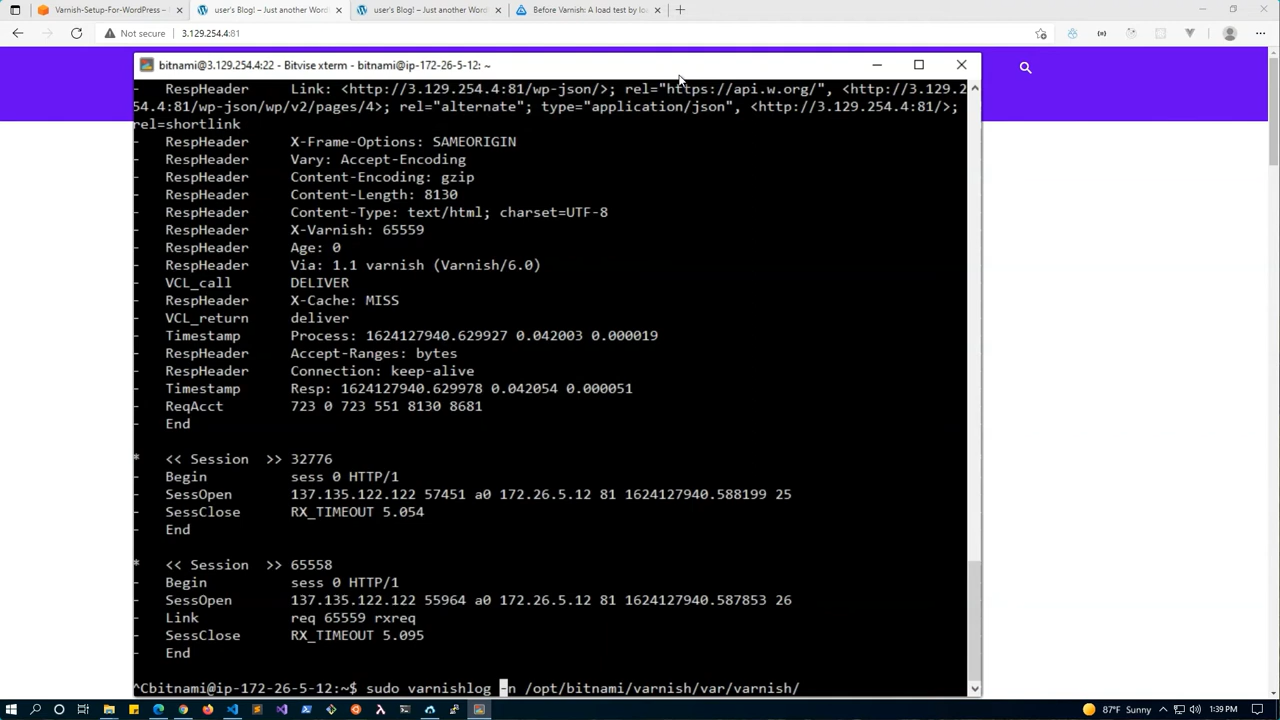 Varnish-Setup-For-WordPress –
user's Blog! – Just another Word
user's Blog! – Just another Word
Before Varnish: A load test by loa
Not secure
3.129.254.4:81
bitnami@3.129.254.4:22 - Bitvise xterm - bitnami@ip-172-26-5-12: ~
- RespHeader Link: <http://3.129.254.4:81/wp-json/>; rel="https://api.w.org/", <http://3.129.2
54.4:81/wp-json/wp/v2/pages/4>; rel="alternate"; type="application/json", <http://3.129.254.4:81/>;
rel=shortlink
- RespHeader X-Frame-Options: SAMEORIGIN
- RespHeader Vary: Accept-Encoding
- RespHeader Content-Encoding: gzip
- RespHeader Content-Length: 8130
- RespHeader Content-Type: text/html; charset=UTF-8
- RespHeader X-Varnish: 65559
- RespHeader Age: 0
- RespHeader Via: 1.1 varnish (Varnish/6.0)
- VCL_call DELIVER
- RespHeader X-Cache: MISS
- VCL_return deliver
- Timestamp Process: 1624127940.629927 0.042003 0.000019
- RespHeader Accept-Ranges: bytes
- RespHeader Connection: keep-alive
- Timestamp Resp: 1624127940.629978 0.042054 0.000051
- ReqAcct 723 0 723 551 8130 8681
- End
* << Session >> 32776
- Begin sess 0 HTTP/1
- SessOpen 137.135.122.122 57451 a0 172.26.5.12 81 1624127940.588199 25
- SessClose RX_TIMEOUT 5.054
- End
* << Session >> 65558
- Begin sess 0 HTTP/1
- SessOpen 137.135.122.122 55964 a0 172.26.5.12 81 1624127940.587853 26
- Link req 65559 rxreq
- SessClose RX_TIMEOUT 5.095
- End
^Cbitnami@ip-172-26-5-12:~$ sudo varnishlog -n /opt/bitnami/varnish/var/varnish/
87°F Sunny
1:39 PM